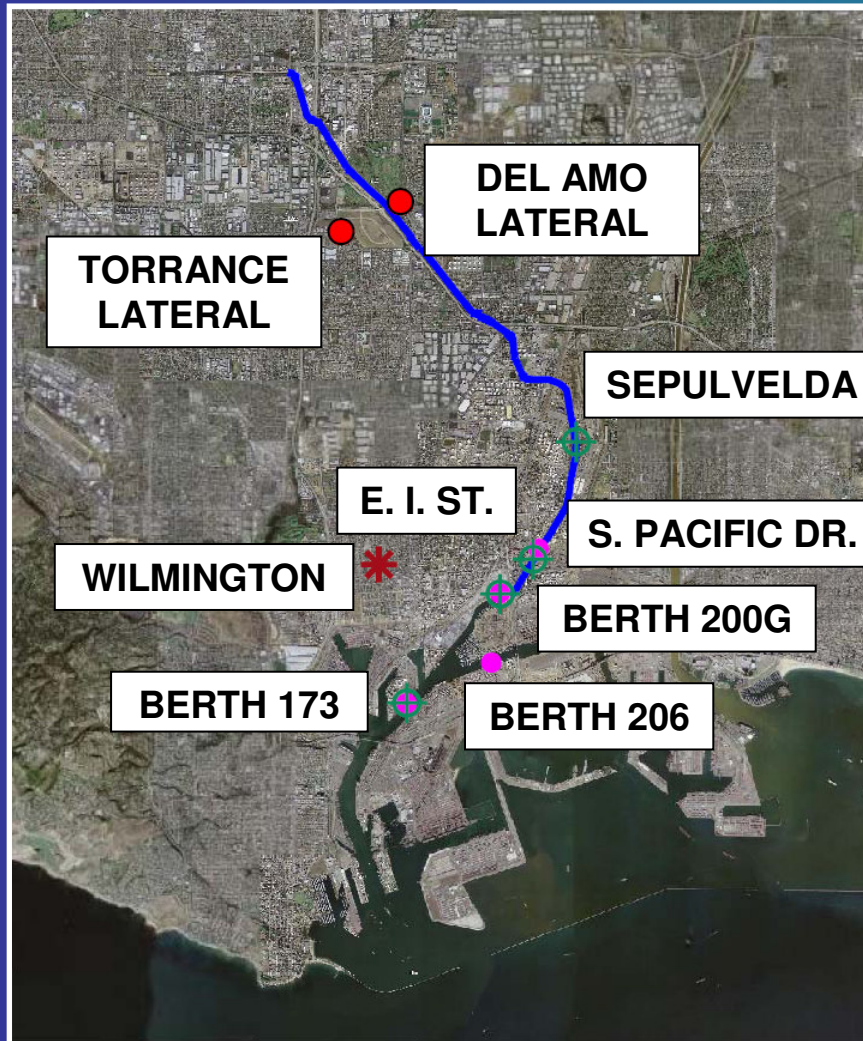 DEL AMO
LATERAL
TORRANCE
LATERAL
SEPULVELDA
E. I. ST.
S. PACIFIC DR.
WILMINGTON
BERTH 200G
BERTH 173
BERTH 206